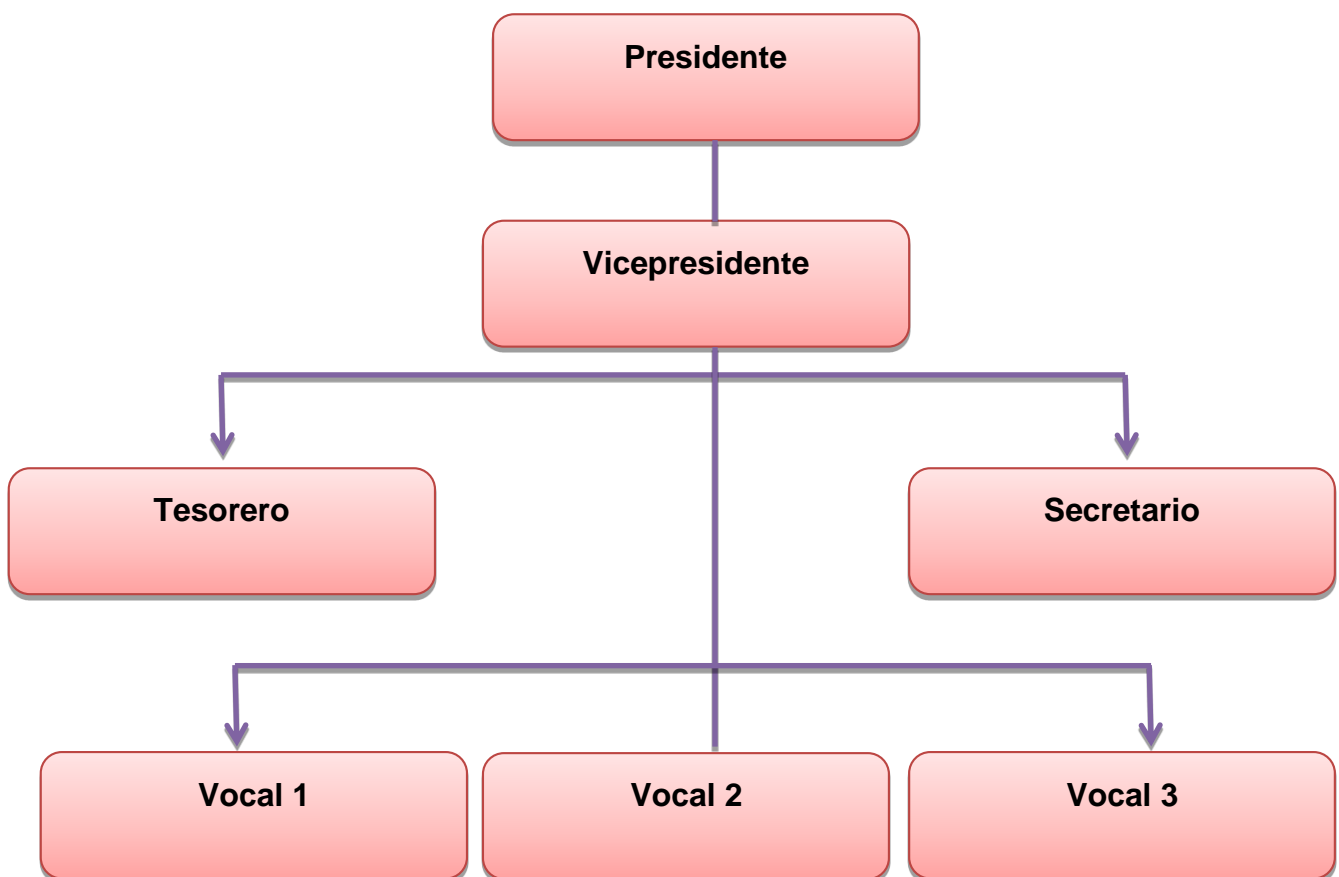 Presidente
Vicepresidente
Tesorero
Secretario
Vocal 1
Vocal 2
Vocal 3